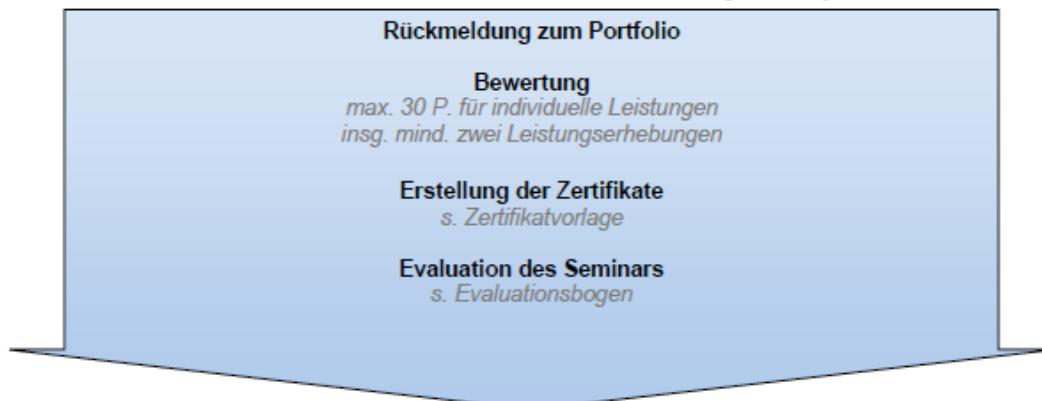 Rückmeldung zum Portfolio
Bewertung
max. 30 P. für individuelle Leistungen
insg. mind. zwei Leistungserhebungen
Erstellung der Zertifikate
s. Zertifikatvorlage
Evaluation des Seminars
s. Evaluationsbogen